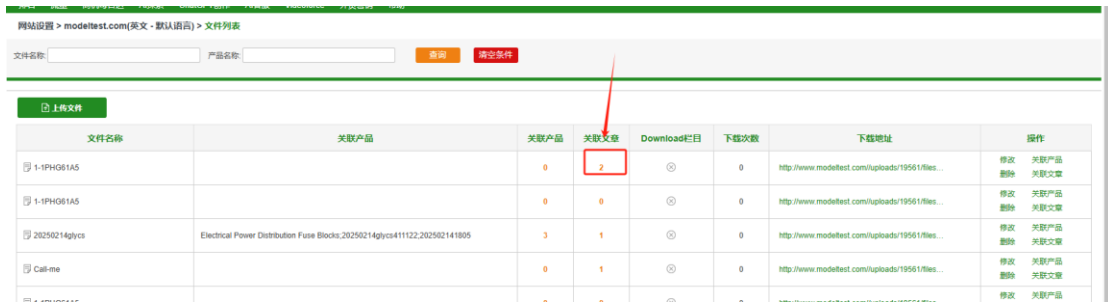 网站设置 > modeltest.com(英文 - 默认语言) > 文件列表
文件名称: 产品名称: 查询 清空条件
上传文件
文件名称 关联产品 关联产品 关联文章 Download栏目 下载次数 下载地址 操作
1-1PHG61A5 0 2 0 http://www.modeltest.com//uploads/19561/files... 修改 关联产品
删除 关联文章
1-1PHG61A5 0 0 0 http://www.modeltest.com//uploads/19561/files... 修改 关联产品
删除 关联文章
20250214glycs Electrical Power Distribution Fuse Blocks;20250214glycs411122;202502141805 3 1 0 http://www.modeltest.com//uploads/19561/files... 修改 关联产品
删除 关联文章
Call-me 0 1 0 http://www.modeltest.com//uploads/19561/files... 修改 关联产品
删除 关联文章
修改 关联产品